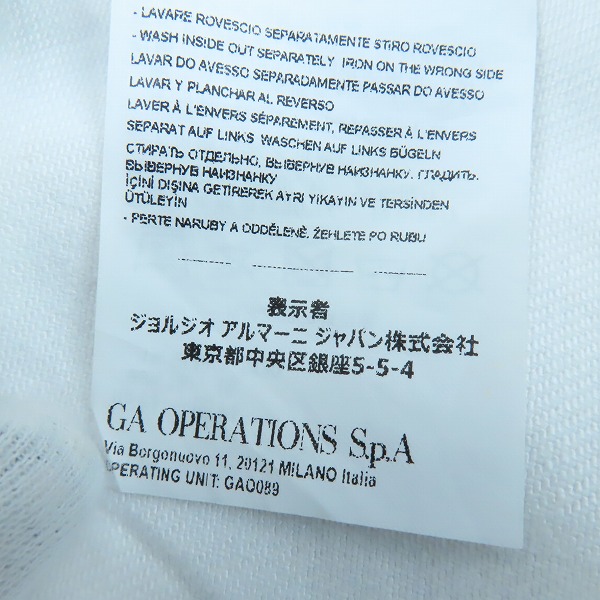 - LAVARE ROVESCIO SEPARATAMENTE STIRO ROVESCIO
- WASH INSIDE OUT SEPARATELY IRON ON THE WRONG SIDE
LAVAR DO AVESSO SEPARADAMENTE PASSAR DO AVESSO
LAVAR Y PLANCHAR AL REVERSO
LAVER À L'ENVERS SÉPAREMENT, REPASSER À L'ENVERS
SEPARAT AUF LINKS WASCHEN AUF LINKS BÜGELN
СТИРАТЬ ОТДЕЛЬНО, ВЫВЕРНУВ НАИЗНАНКУ. ГЛАДИТЬ,
ВЫВЕРНУВ НАИЗНАНКУ
İÇİNİ DIŞINA GETIREREK AYRI YIKAYIN VE TERSİNDEN
ÜTÜLEYİN
- PERTE NARUBY A ODDĚLENĚ, ŽEHLETE PO RUBU
表示者
ジョルジオ アルマーニ ジャパン株式会社
東京都中央区銀座5-5-4
GA OPERATIONS S.p.A
Via Borgonuovo 11, 20121 MILANO Italia
OPERATING UNIT: GAO089